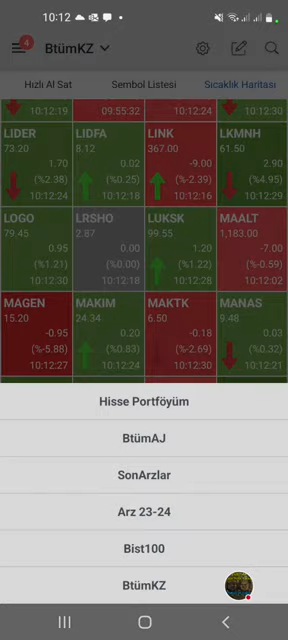 10:12
4
BtümKZ
Hızlı Al Sat Sembol Listesi Sıcaklık Haritası
10:12:19 09:55:32 10:12:24 10:12:30
LIDER LIDFA LINK LKMNH
73.20 8.12 367.00 61.50
1.70 0.02 -9.00 2.90
(%2.38) (%0.25) (%-2.39) (%4.95)
10:12:24 10:12:18 10:12:16 10:12:29
LOGO LRSHO LUKSK MAALT
79.45 2.87 99.55 1,183.00
0.95 0.00 1.20 -7.00
(%1.21) (%0.00) (%1.22) (%-0.59)
10:12:30 10:12:18 10:12:28 10:12:02
MAGEN MAKIM MAKTK MANAS
15.20 24.34 6.50 9.48
-0.95 0.20 -0.18 0.03
(%-5.88) (%0.83) (%-2.69) (%0.32)
10:12:27 10:12:24 10:12:30 10:12:21
Hisse Portföyüm
BtümAJ
SonArzlar
Arz 23-24
Bist100
BtümKZ